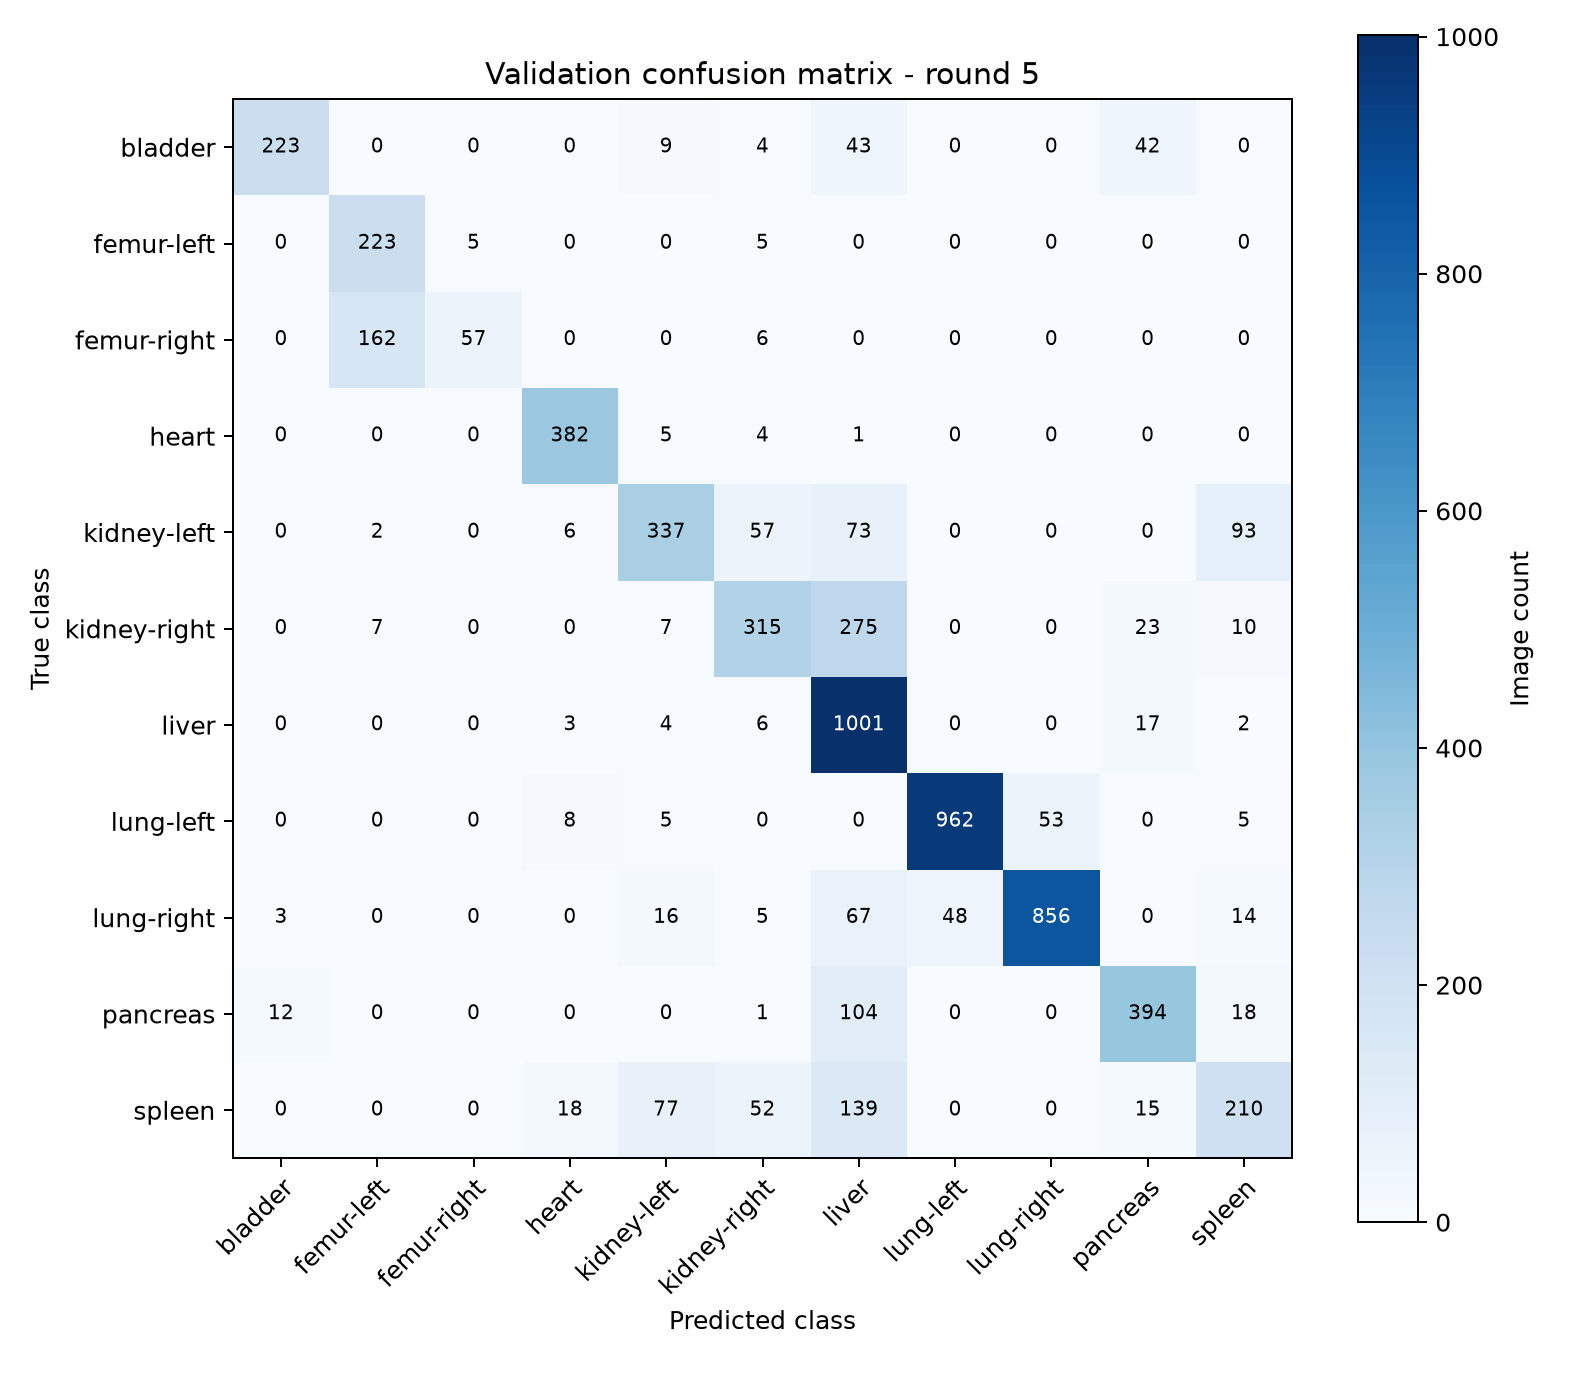 Validation confusion matrix - round 5
bladder 223 0 0 0 9 4 43 0 0 42 0
femur-left 0 223 5 0 0 5 0 0 0 0 0
femur-right 0 162 57 0 0 6 0 0 0 0 0
heart 0 0 0 382 5 4 1 0 0 0 0
kidney-left 0 2 0 6 337 57 73 0 0 0 93
kidney-right 0 7 0 0 7 315 275 0 0 23 10
liver 0 0 0 3 4 6 1001 0 0 17 2
lung-left 0 0 0 8 5 0 0 962 53 0 5
lung-right 3 0 0 0 16 5 67 48 856 0 14
pancreas 12 0 0 0 0 1 104 0 0 394 18
spleen 0 0 0 18 77 52 139 0 0 15 210
bladder femur-left femur-right heart kidney-left kidney-right liver lung-left lung-right pancreas spleen
Predicted class
True class
1000
800
600
400
200
0
Image count